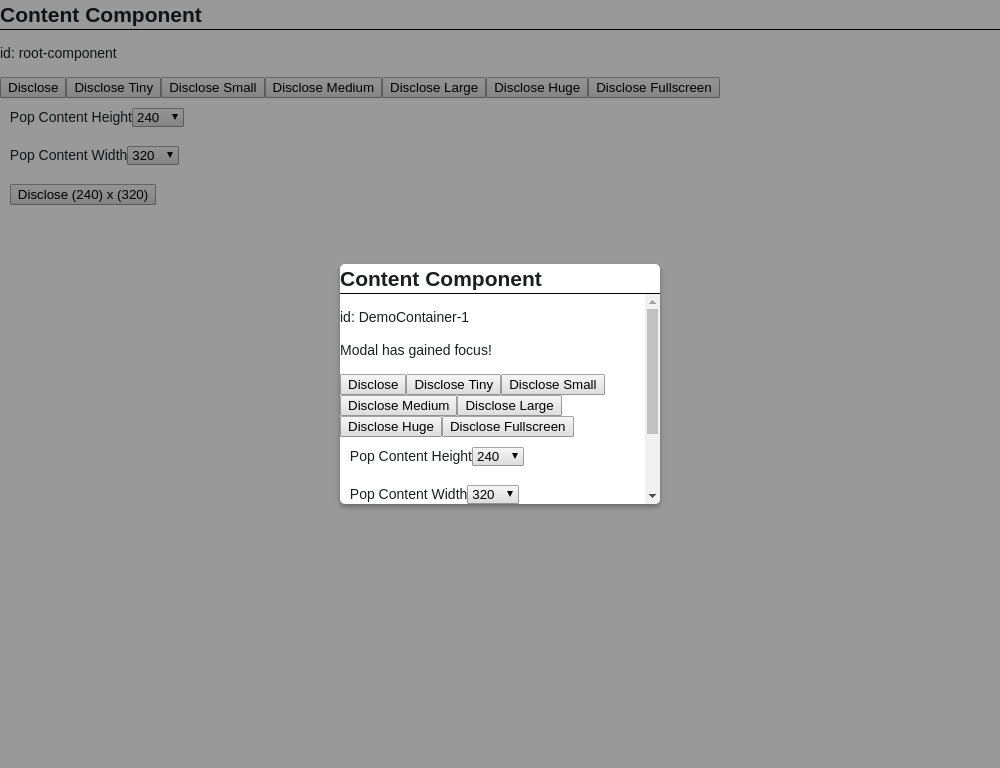 Content Component
id: root-component
Disclose Disclose Tiny Disclose Small Disclose Medium Disclose Large Disclose Huge Disclose Fullscreen
Pop Content Height 240
Pop Content Width 320
Disclose (240) x (320)
Content Component
id: DemoContainer-1
Modal has gained focus!
Disclose Disclose Tiny Disclose Small
Disclose Medium Disclose Large
Disclose Huge Disclose Fullscreen
Pop Content Height 240
Pop Content Width 320